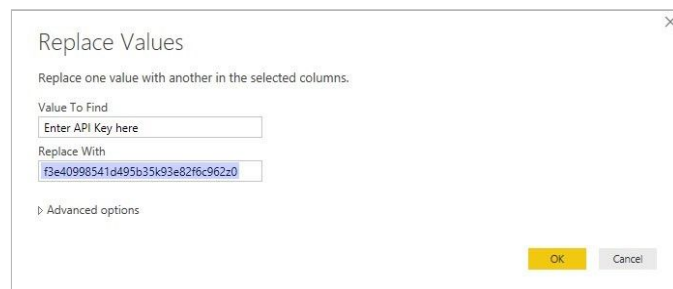 Replace Values
Replace one value with another in the selected columns.
Value To Find
Enter API Key here
Replace With
f3e40998541d495b35k93e82f6c962z0
Advanced options
OK Cancel